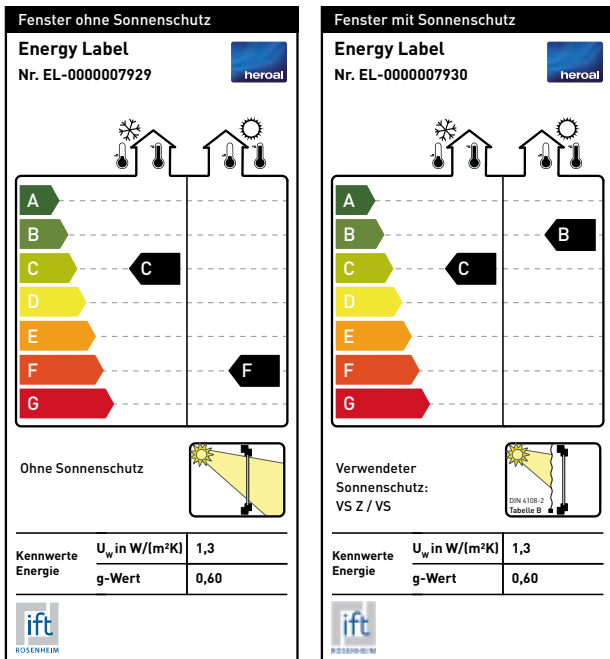 Fenster ohne Sonnenschutz
Energy Label
Nr. EL-0000007929
heroal
A
B
C
C
D
E
F
F
G
Ohne Sonnenschutz
Kennwerte
Energie
Uw in W/(m²K) 1,3
g-Wert 0,60
ift
ROSENHEIM
Fenster mit Sonnenschutz
Energy Label
Nr. EL-0000007930
heroal
A
B
B
C
C
D
E
F
G
Verwendeter
Sonnenschutz:
VS Z / VS
DIN 4108-2
Tabelle B
Kennwerte
Energie
Uw in W/(m²K) 1,3
g-Wert 0,60
ift
ROSENHEIM